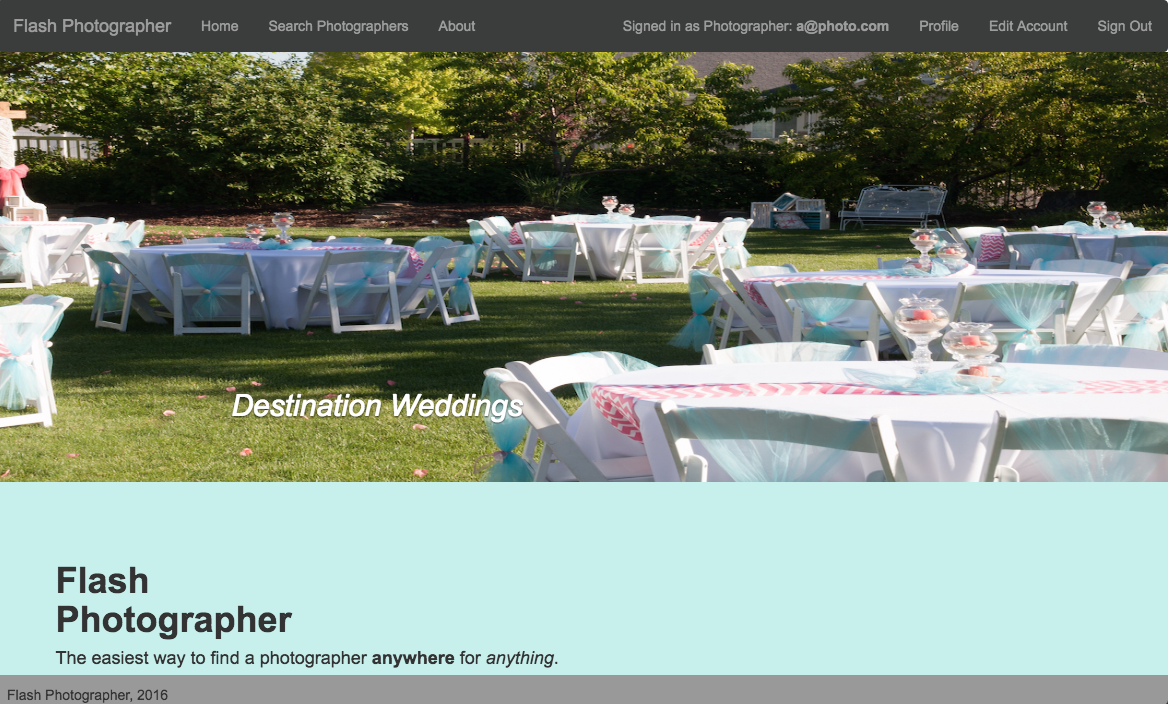 Flash Photographer Home Search Photographers About Signed in as Photographer: a@photo.com Profile Edit Account Sign Out
Destination Weddings
Flash
Photographer
The easiest way to find a photographer anywhere for anything.
Flash Photographer, 2016